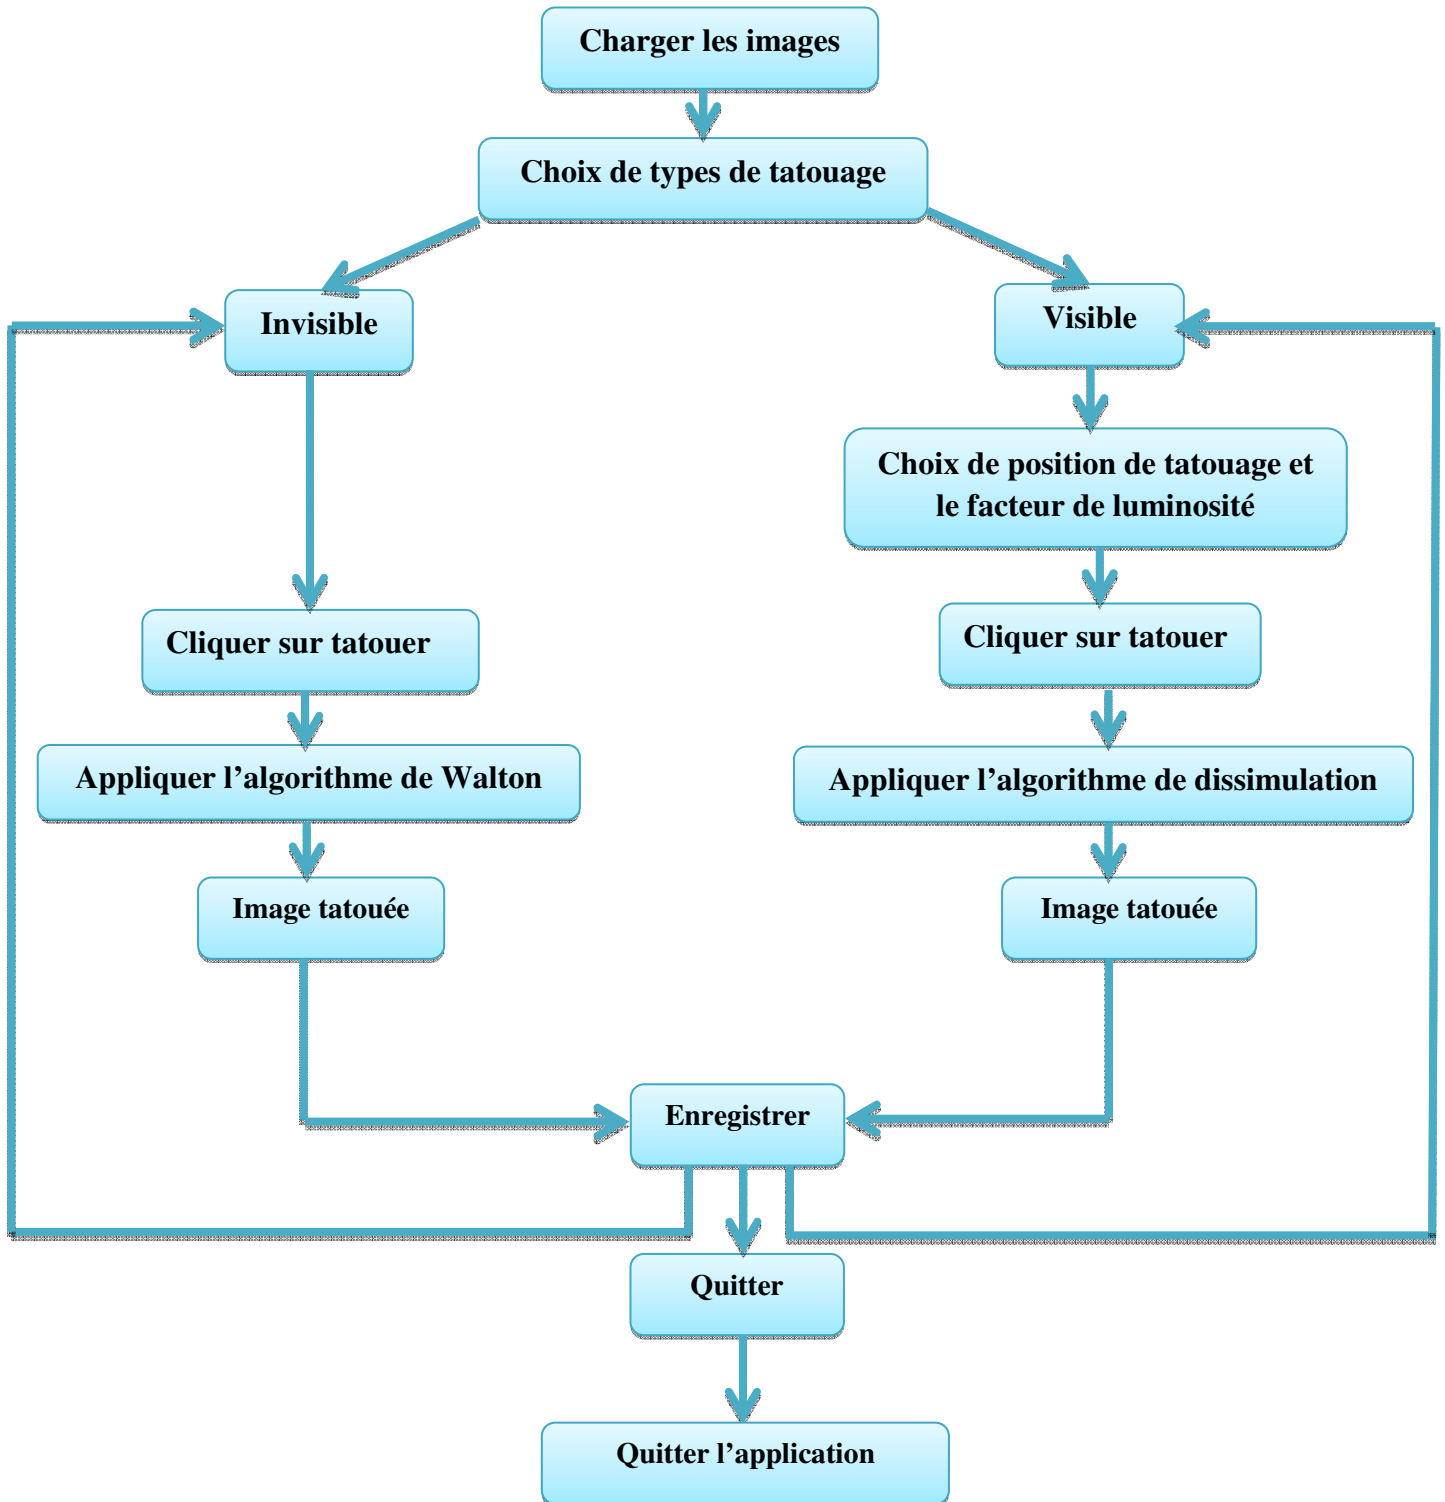 Charger les images
Choix de types de tatouage
Invisible
Visible
Choix de position de tatouage et
le facteur de luminosité
Cliquer sur tatouer
Cliquer sur tatouer
Appliquer l’algorithme de Walton
Appliquer l’algorithme de dissimulation
Image tatouée
Image tatouée
Enregistrer
Quitter
Quitter l’application